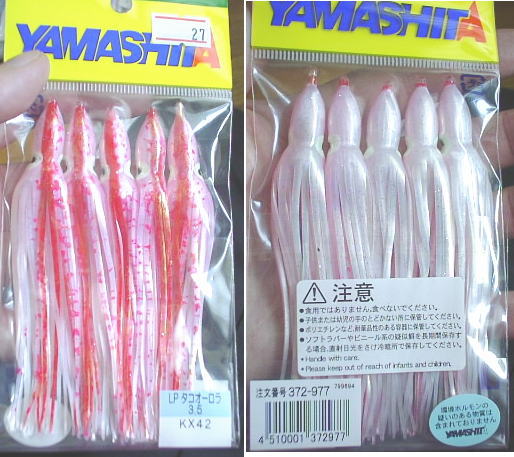 YAMASHITA
27
LP タコオーロラ
3.5
KX42
YAMASHITA
注意
●食用ではありません。食べないでください。
●子供または幼児の手のとどかない所に保管してください。
●ポリエチレンなど、耐薬品性のある容器に保管してください。
●ソフトラバーやビニール系の疑似餌を長期間保存する場合、直射日光をさけ冷暗所で保存してください。
●Handle with care.
●Please keep out of reach of infants and children.
注文番号 372-977
799894
4 510001 372977
環境ホルモンの
疑いのある物質は
含まれておりません
YAMASHITA